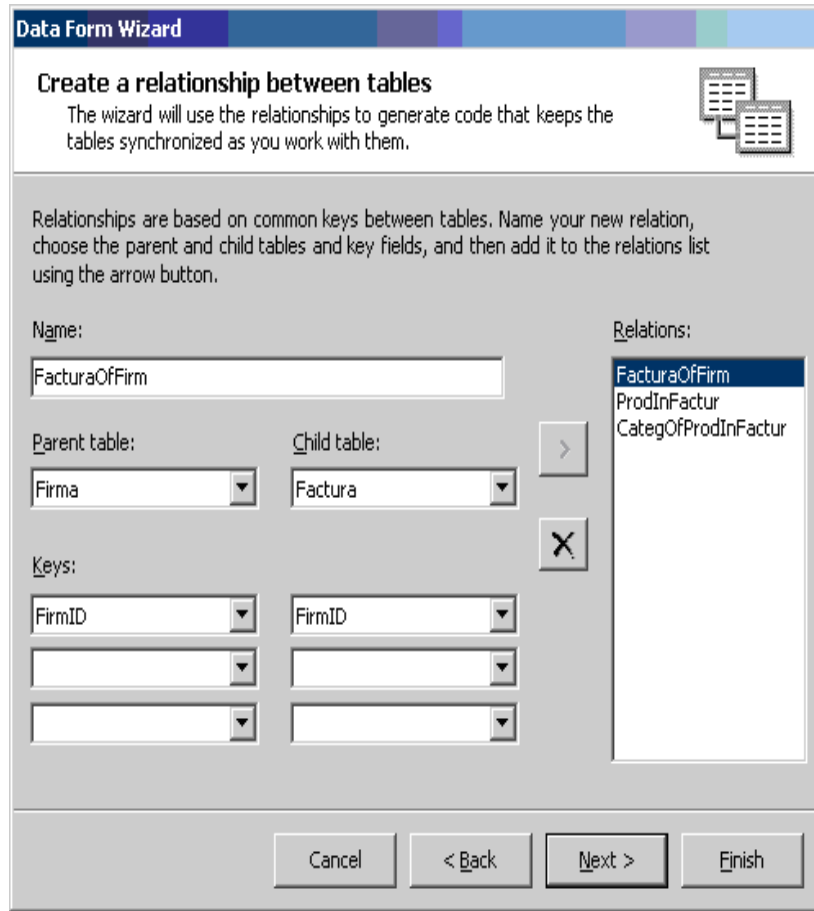 Data Form Wizard
Create a relationship between tables
The wizard will use the relationships to generate code that keeps the
tables synchronized as you work with them.
Relationships are based on common keys between tables. Name your new relation,
choose the parent and child tables and key fields, and then add it to the relations list
using the arrow button.
Name:
FacturaOfFirm
Parent table:
Child table:
Firma
Factura
Keys:
FirmID
FirmID
>
X
Relations:
FacturaOfFirm
ProdInFactur
CategOfProdInFactur
Cancel
< Back
Next >
Finish